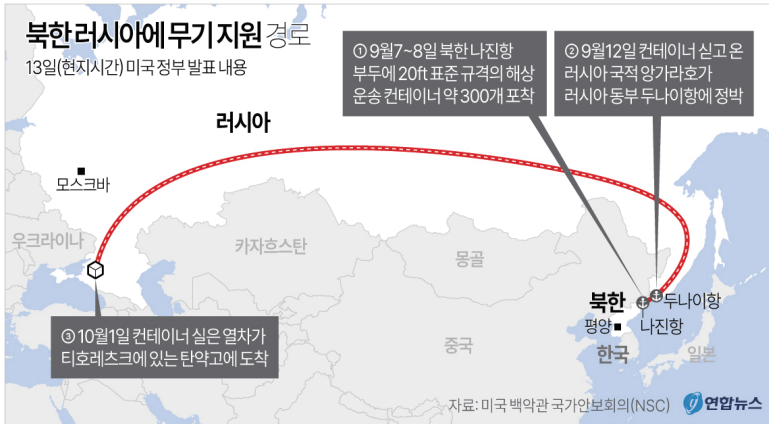 북한 러시아에 무기 지원 경로
13일(현지시간) 미국 정부 발표 내용
① 9월7~8일 북한 나진항
부두에 20ft 표준 규격의 해상
운송 컨테이너 약 300개 포착
② 9월12일 컨테이너 싣고 온
러시아 국적 앙가라호가
러시아 동부 두나이항에 정박
러시아
모스크바
우크라이나
카자흐스탄
몽골
북한
두나이항
평양
나진항
③ 10월1일 컨테이너 실은 열차가
티호레츠크에 있는 탄약고에 도착
중국
한국
일본
자료: 미국 백악관 국가안보회의(NSC)
y 연합뉴스